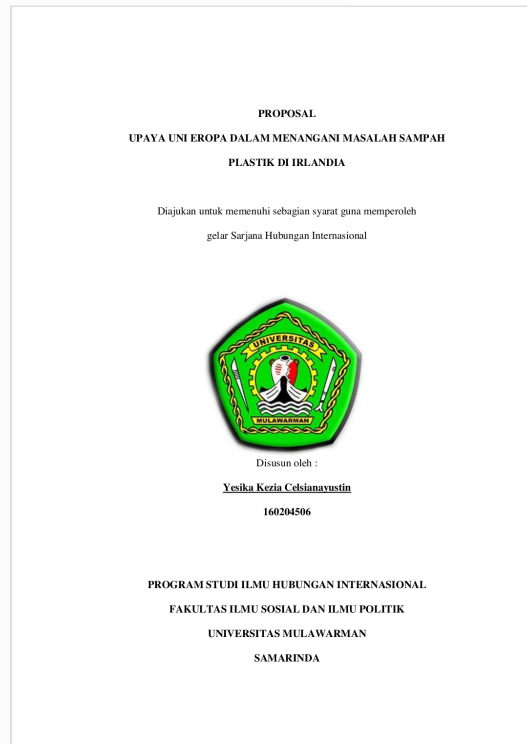 PROPOSAL
UPAYA UNI EROPA DALAM MENANGANI MASALAH SAMPAH
PLASTIK DI IRLANDIA
Diajukan untuk memenuhi sebagian syarat guna memperoleh
gelar Sarjana Hubungan Internasional
UNIVERSITAS
MULAWARMAN
Disusun oleh :
Yesika Kezia Celsianayustin
160204506
PROGRAM STUDI ILMU HUBUNGAN INTERNASIONAL
FAKULTAS ILMU SOSIAL DAN ILMU POLITIK
UNIVERSITAS MULAWARMAN
SAMARINDA